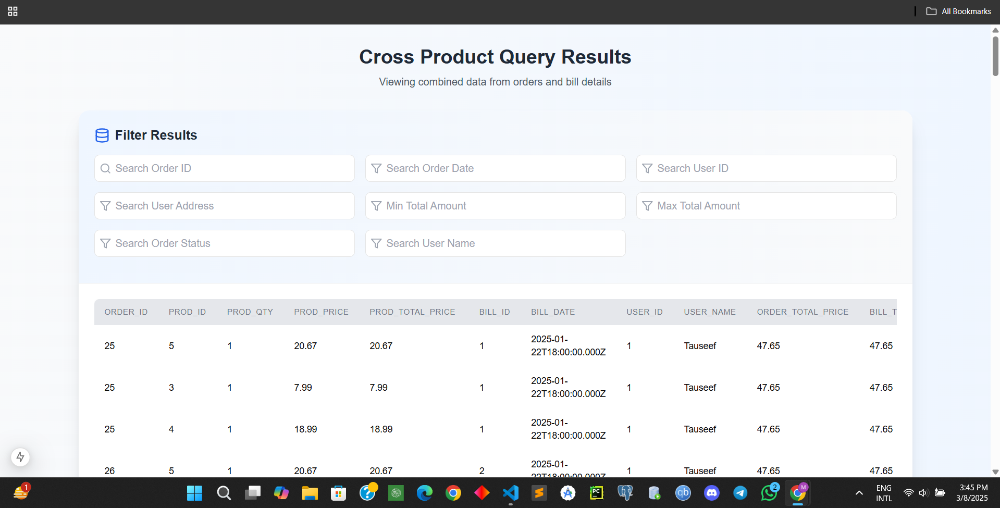 All Bookmarks
Cross Product Query Results
Viewing combined data from orders and bill details
Filter Results
Search Order ID
Search Order Date
Search User ID
Search User Address
Min Total Amount
Max Total Amount
Search Order Status
Search User Name
ORDER_ID PROD_ID PROD_QTY PROD_PRICE PROD_TOTAL_PRICE BILL_ID BILL_DATE USER_ID USER_NAME ORDER_TOTAL_PRICE BILL_T
25 5 1 20.67 20.67 1 2025-01-
22T18:00:00.000Z 1 Tauseef 47.65 47.65
25 3 1 7.99 7.99 1 2025-01-
22T18:00:00.000Z 1 Tauseef 47.65 47.65
25 4 1 18.99 18.99 1 2025-01-
22T18:00:00.000Z 1 Tauseef 47.65 47.65
26 5 1 20.67 20.67 2 2025-01-
22T18:00:00.000Z 1 Tauseef 47.65 47.65
1
PC
qb
2
M
ENG
INTL
3:45 PM
3/8/2025